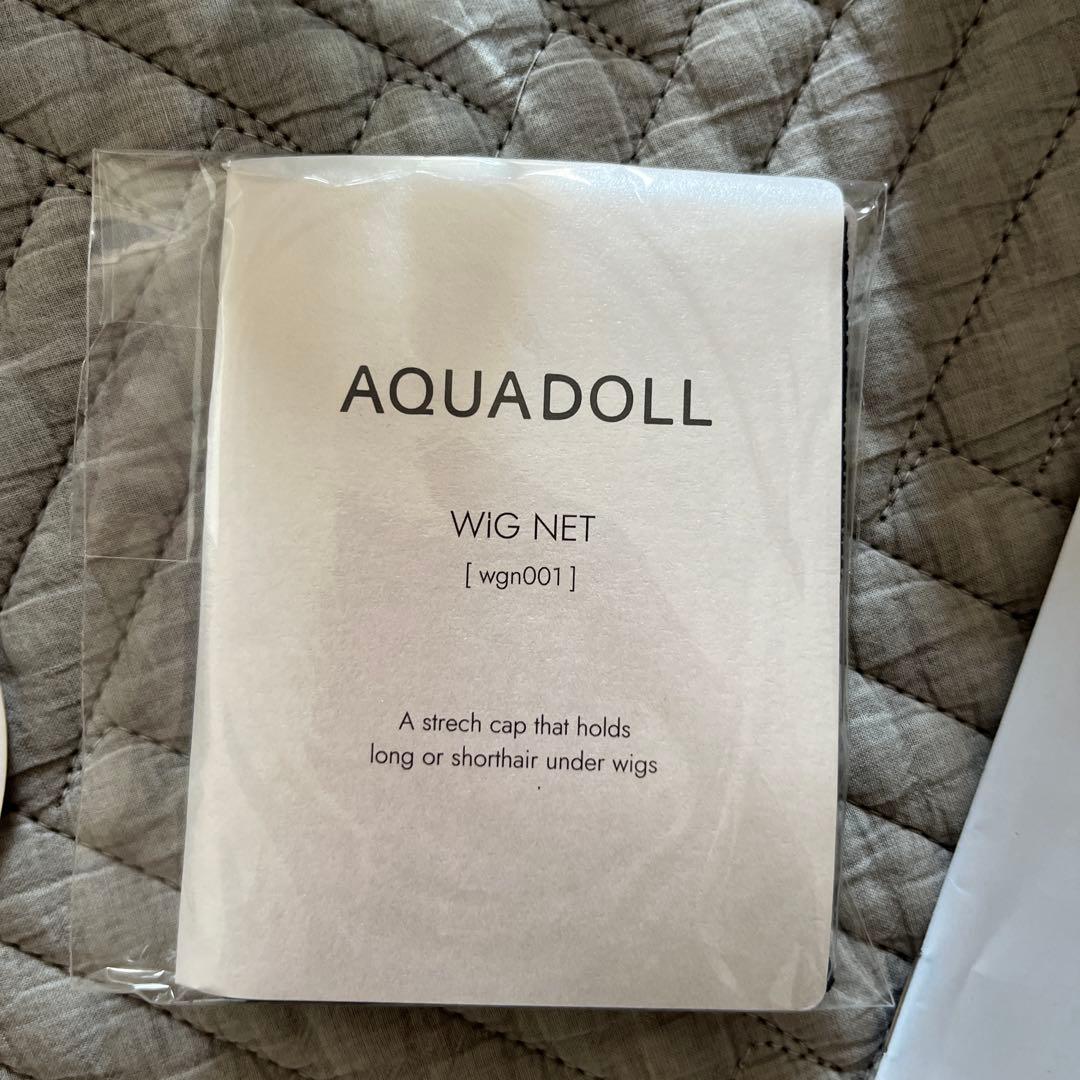 AQUADOLL
WiG NET
[ wgn001 ]
A strech cap that holds
long or shorthair under wigs